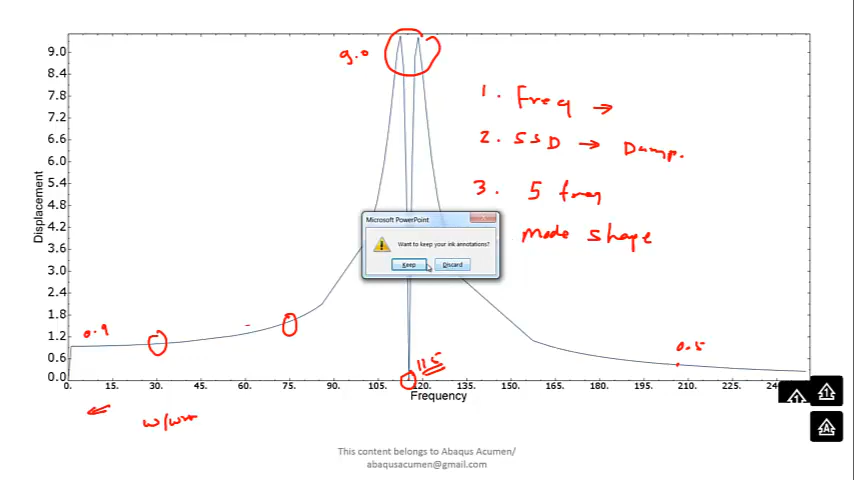 9.0
8.4
7.8
7.2
6.6
6.0
5.4
4.8
4.2
3.6
3.0
2.4
1.8
1.2
0.6
0.0
Displacement
0. 15. 30. 45. 60. 75. 105. 120. 135. 150. 165. 180. 195. 210. 225.
Frequency
9.0
1. Freq →
2. SSD → Damp.
3. 5 freq
mode shape
Microsoft PowerPoint
Want to keep your ink annotations?
Keep Discard
0.9
115
0.5
This content belongs to Abaqus Acumen/
abaqusacumen@gmail.com